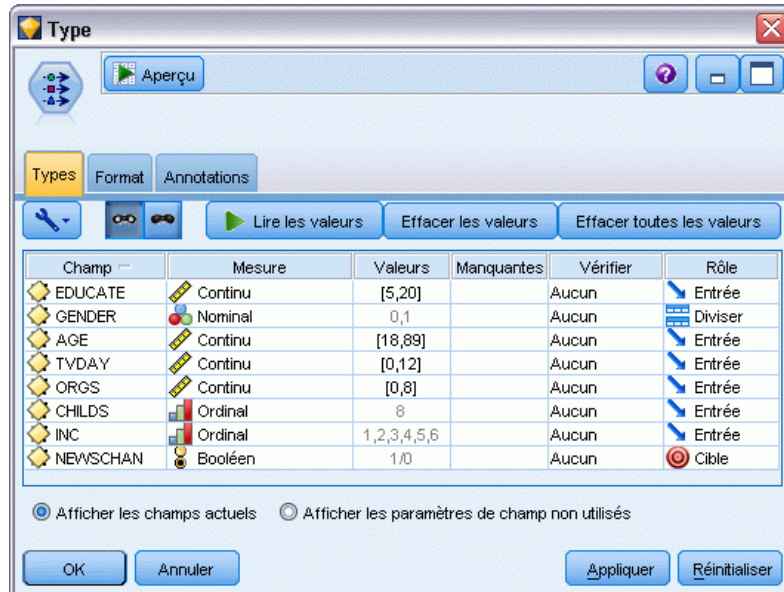 Type
Aperçu
Types Format Annotations
Lire les valeurs Effacer les valeurs Effacer toutes les valeurs
Champ Mesure Valeurs Manquantes Vérifier Rôle
EDUCATE Continu [5,20] Aucun Entrée
GENDER Nominal 0,1 Aucun Diviser
AGE Continu [18,89] Aucun Entrée
TVDAY Continu [0,12] Aucun Entrée
ORGS Continu [0,8] Aucun Entrée
CHILDS Ordinal 8 Aucun Entrée
INC Ordinal 1,2,3,4,5,6 Aucun Entrée
NEWSCHAN Booléen 1/0 Aucun Cible
Afficher les champs actuels Afficher les paramètres de champ non utilisés
OK Annuler Appliquer Réinitialiser